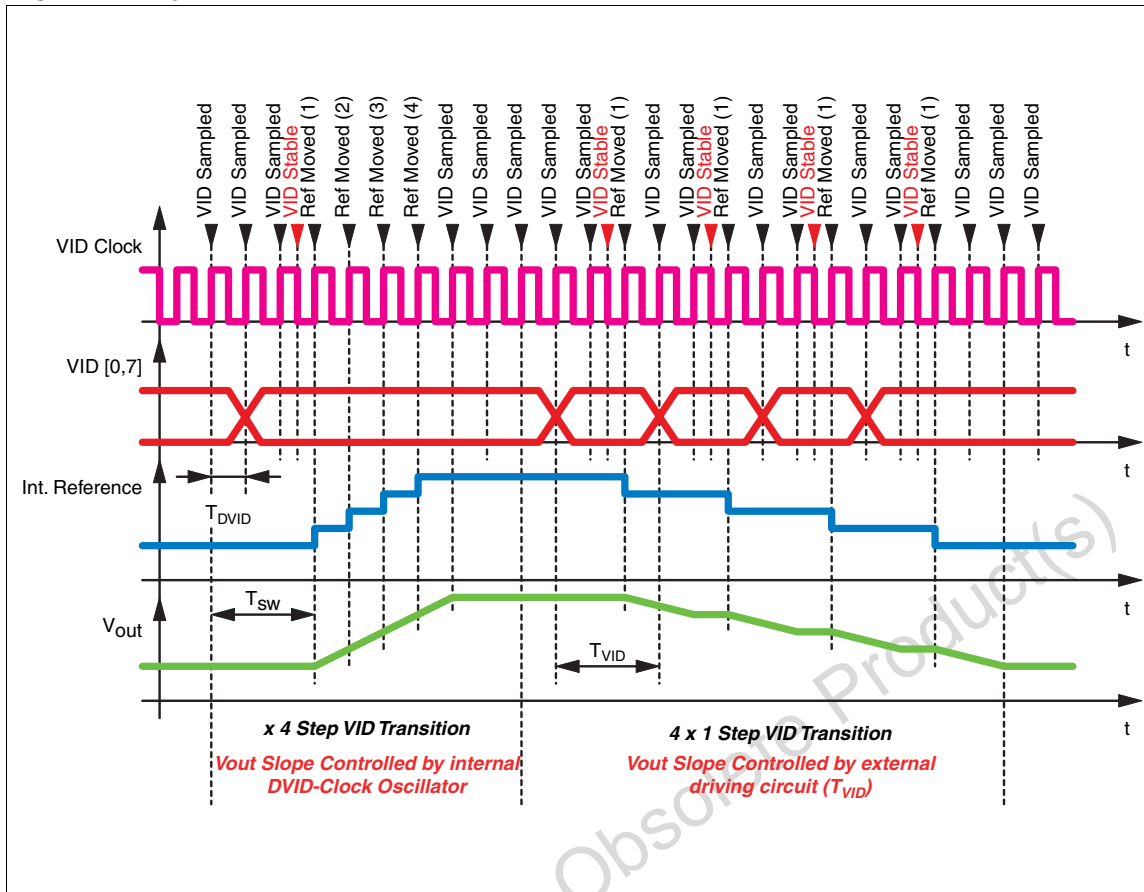 VID Sampled
VID Sampled
VID Sampled
VID Stable
Ref Moved (1)
Ref Moved (2)
Ref Moved (3)
Ref Moved (4)
VID Sampled
VID Sampled
VID Sampled
VID Sampled
VID Sampled
VID Stable
Ref Moved (1)
VID Sampled
VID Sampled
VID Stable
Ref Moved (1)
VID Sampled
VID Sampled
VID Stable
Ref Moved (1)
VID Sampled
VID Sampled
VID Stable
Ref Moved (1)
VID Sampled
VID Sampled
VID Sampled
VID Clock
t
VID [0,7]
t
Int. Reference
TDVID
t
TSW
Vout
TVID
t
x 4 Step VID Transition
Vout Slope Controlled by internal
DVID-Clock Oscillator
4 x 1 Step VID Transition
Vout Slope Controlled by external
driving circuit (TVID)
Obsolete Product(s)